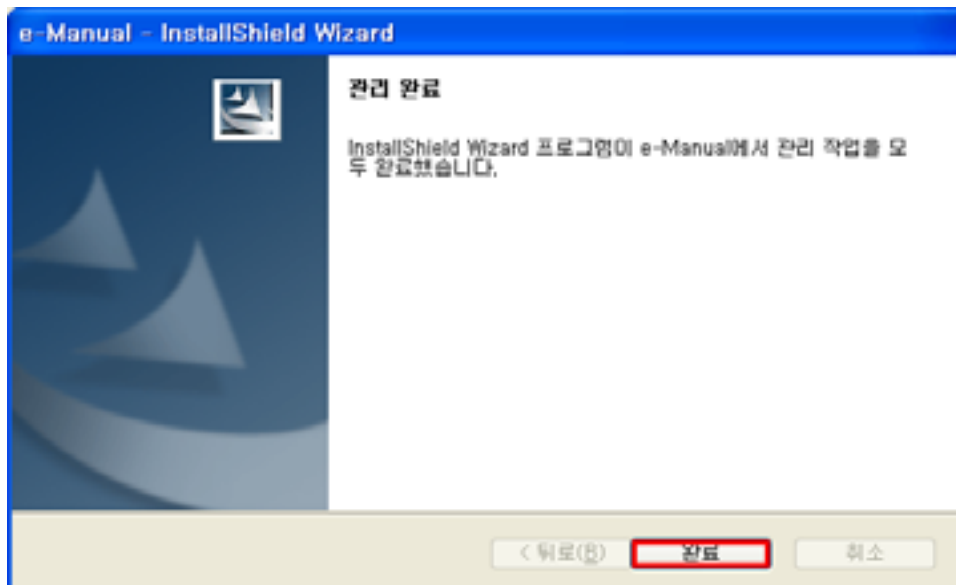 e-Manual - InstallShield Wizard
관리 완료
InstallShield Wizard 프로그램이 e-Manual에서 관리 작업을 모
두 완료했습니다.
< 뒤로(B)
완료
취소